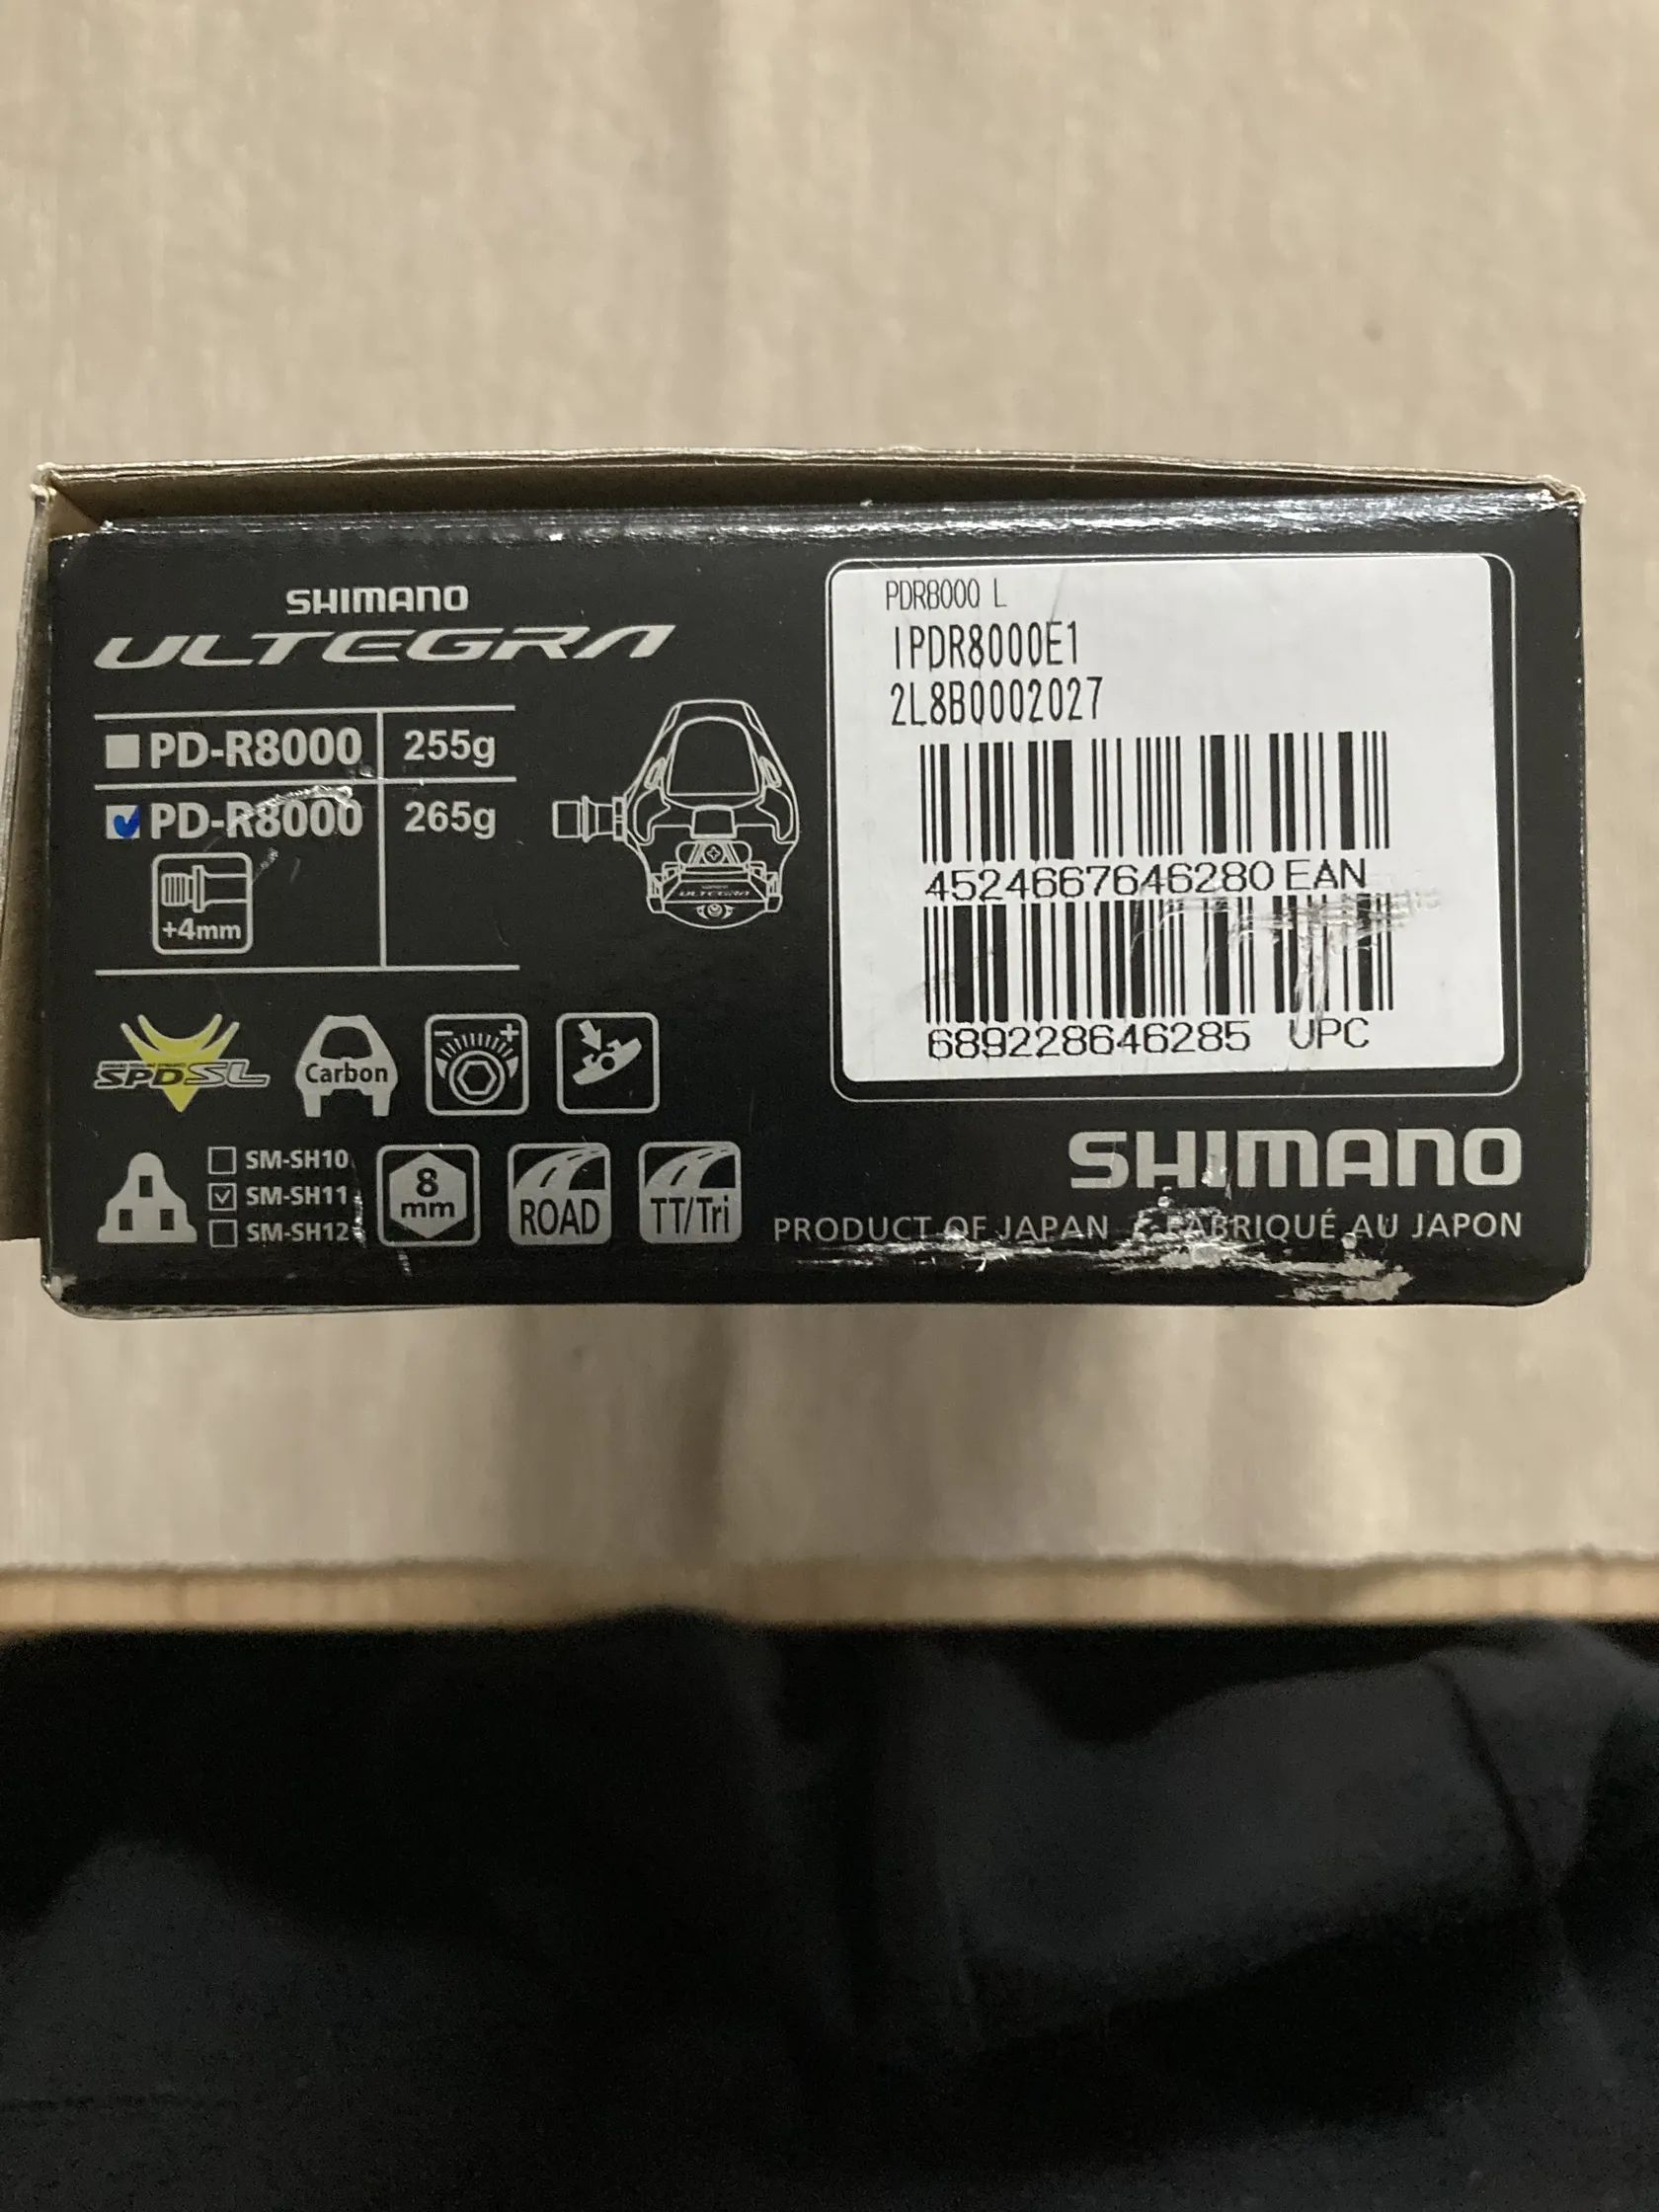 SHIMANO
ULTEGRA
PD-R8000 255g
PD-R8000 265g
+4mm
ULTEGRA
SPD-SL
Carbon
- +
SM-SH10
SM-SH11
SM-SH12
8
mm
ROAD
TT/Tri
PDR8000 L
IPDR8000E1
2L8B0002027
4524667646280 EAN
689228646285 UPC
SHIMANO
PRODUCT OF JAPAN / FABRIQUÉ AU JAPON